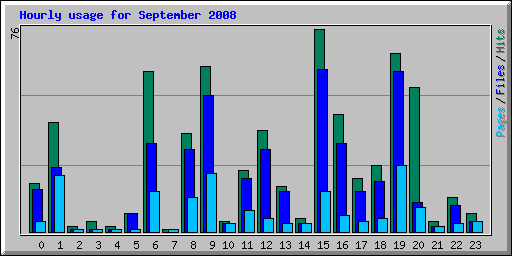 Hourly usage for September 2008
76
Pages / Files / Hits
0 1 2 3 4 5 6 7 8 9 10 11 12 13 14 15 16 17 18 19 20 21 22 23